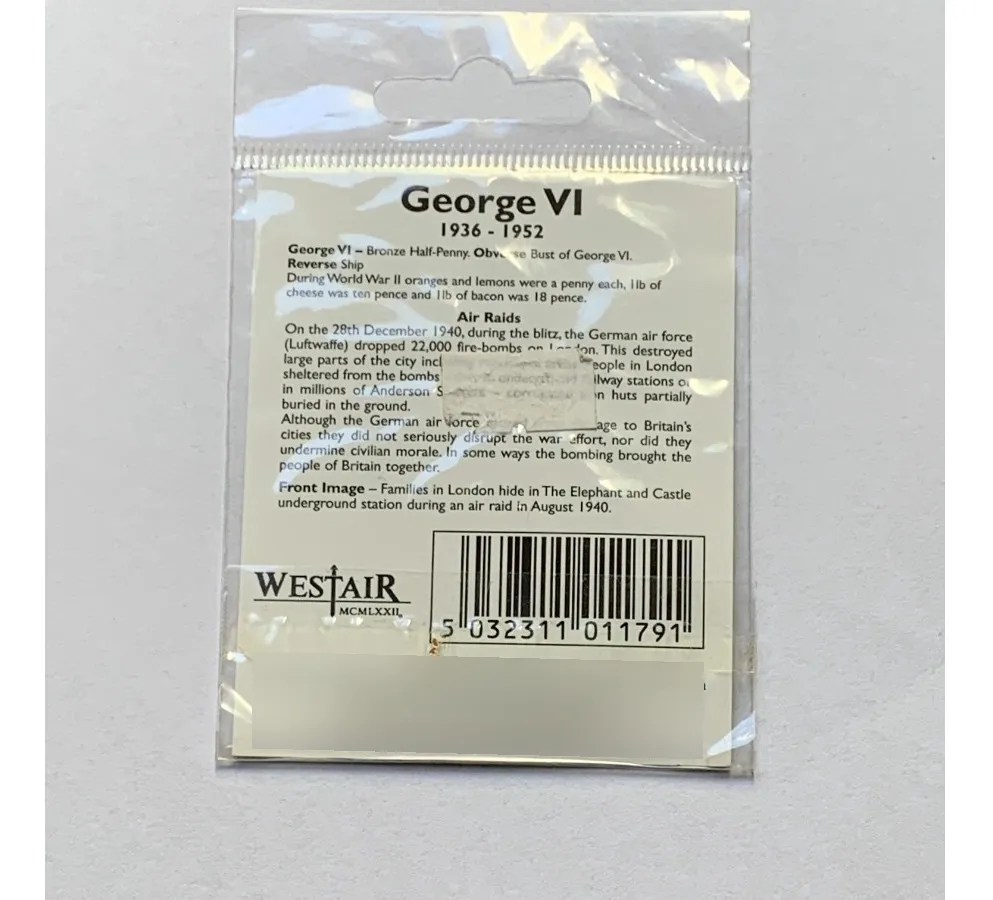 George VI
1936 - 1952
George VI – Bronze Half-Penny. Obverse Bust of George VI.
Reverse Ship
During World War II oranges and lemons were a penny each, 1lb of
cheese was ten pence and 1lb of bacon was 18 pence.
Air Raids
On the 28th December 1940, during the blitz, the German air force
(Luftwaffe) dropped 22,000 fire-bombs on London. This destroyed
large parts of the city people in London
sheltered from the bombs railway stations or
in millions of Anderson huts partially
buried in the ground.
Although the German air force to Britain's
cities they did not seriously disrupt the war effort, nor did they
undermine civilian morale. In some ways the bombing brought the
people of Britain together.
Front Image – Families in London hide in The Elephant and Castle
underground station during an air raid in August 1940.
WESTAIR
MCMLXXII
5 032311 011791